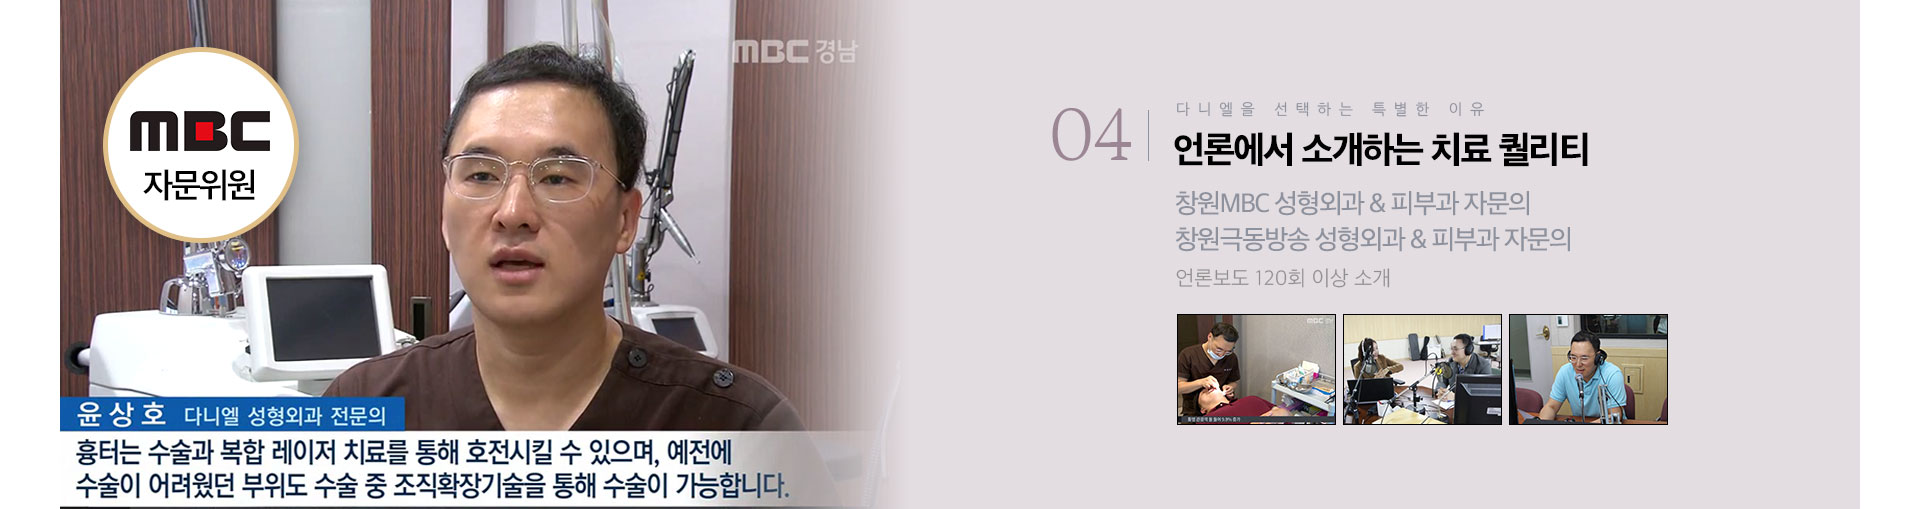 MBC 경남
MBC
자문위원
윤상호 다니엘 성형외과 전문의
흉터는 수술과 복합 레이저 치료를 통해 호전시킬 수 있으며, 예전에
수술이 어려웠던 부위도 수술 중 조직확장기술을 통해 수술이 가능합니다.
04
다니엘을 선택하는 특별한 이유
언론에서 소개하는 치료 퀄리티
창원MBC 성형외과 & 피부과 자문의
창원극동방송 성형외과 & 피부과 자문의
언론보도 120회 이상 소개
MBC